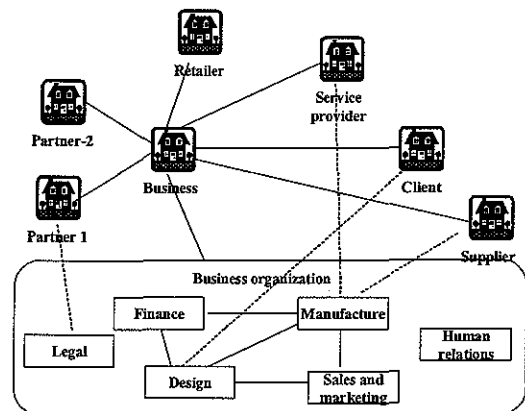 Retailer
Service
provider
Partner-2
Business
Client
Partner 1
Supplier
Business organization
Finance
Manufacture
Human
relations
Legal
Design
Sales and
marketing